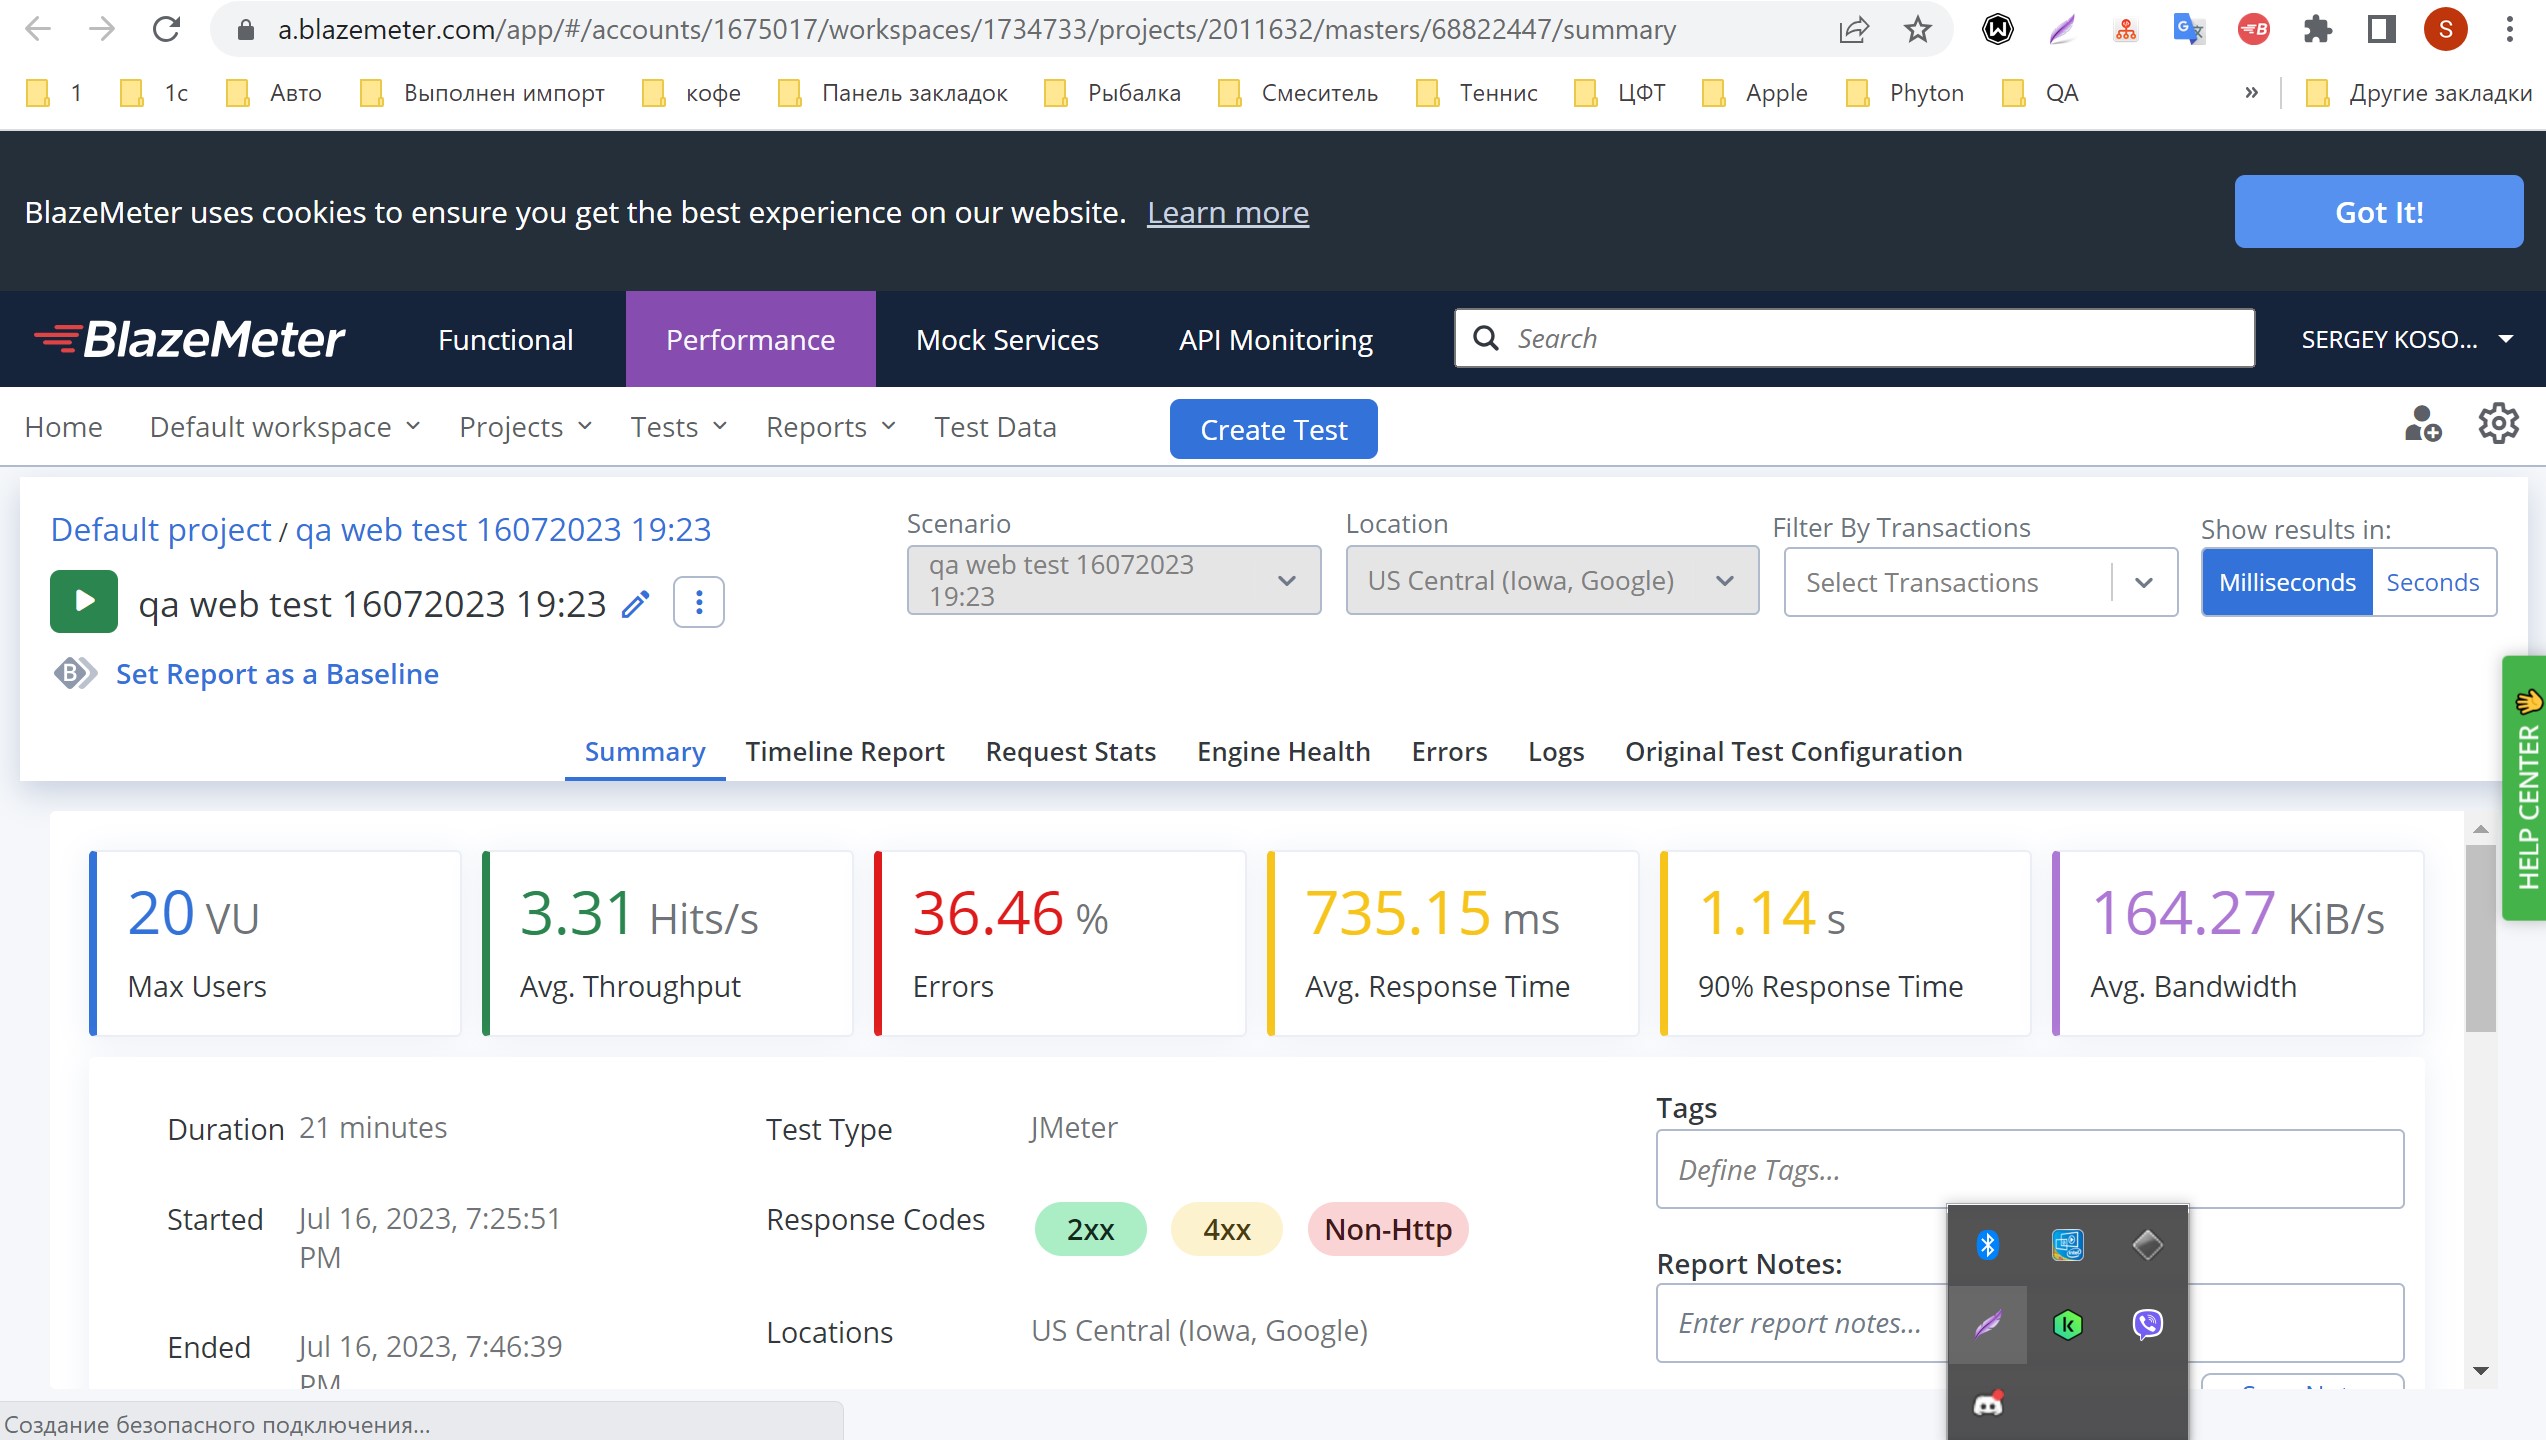 a.blazemeter.com/app/#/accounts/1675017/workspaces/1734733/projects/2011632/masters/68822447/summary
1 1с Авто Выполнен импорт кофе Панель закладок Рыбалка Смеситель Теннис ЦФТ Apple Phyton QA » Другие закладки
BlazeMeter uses cookies to ensure you get the best experience on our website. Learn more Got It!
BlazeMeter Functional Performance Mock Services API Monitoring Search SERGEY KOSO...
Home Default workspace Projects Tests Reports Test Data Create Test
Default project / qa web test 16072023 19:23
Scenario Location Filter By Transactions Show results in:
qa web test 16072023 19:23 US Central (Iowa, Google) Select Transactions Milliseconds Seconds
qa web test 16072023 19:23
Set Report as a Baseline
HELP CENTER
Summary Timeline Report Request Stats Engine Health Errors Logs Original Test Configuration
20 VU 3.31 Hits/s 36.46 % 735.15 ms 1.14 s 164.27 KiB/s
Max Users Avg. Throughput Errors Avg. Response Time 90% Response Time Avg. Bandwidth
Duration 21 minutes Test Type JMeter Tags
Define Tags...
Started Jul 16, 2023, 7:25:51 PM Response Codes 2xx 4xx Non-Http
Report Notes:
Enter report notes...
Ended Jul 16, 2023, 7:46:39 PM Locations US Central (Iowa, Google)
Создание безопасного подключения...